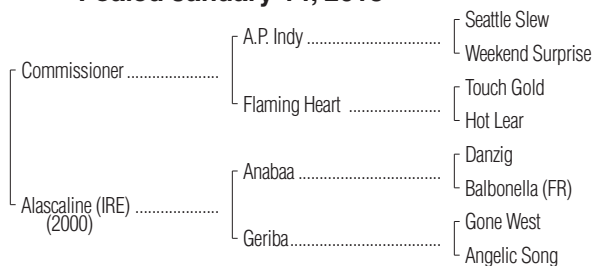 Foaled January
Seattle Slew
A.P. Indy ..................................
Weekend Surprise
Commissioner .......................
Touch Gold
Flaming Heart .......................
Hot Lear
Danzig
Anabaa ...................................
Balbonella (FR)
Alascaline (IRE) .....................
(2000)
Gone West
Geriba.....................................
Angelic Song